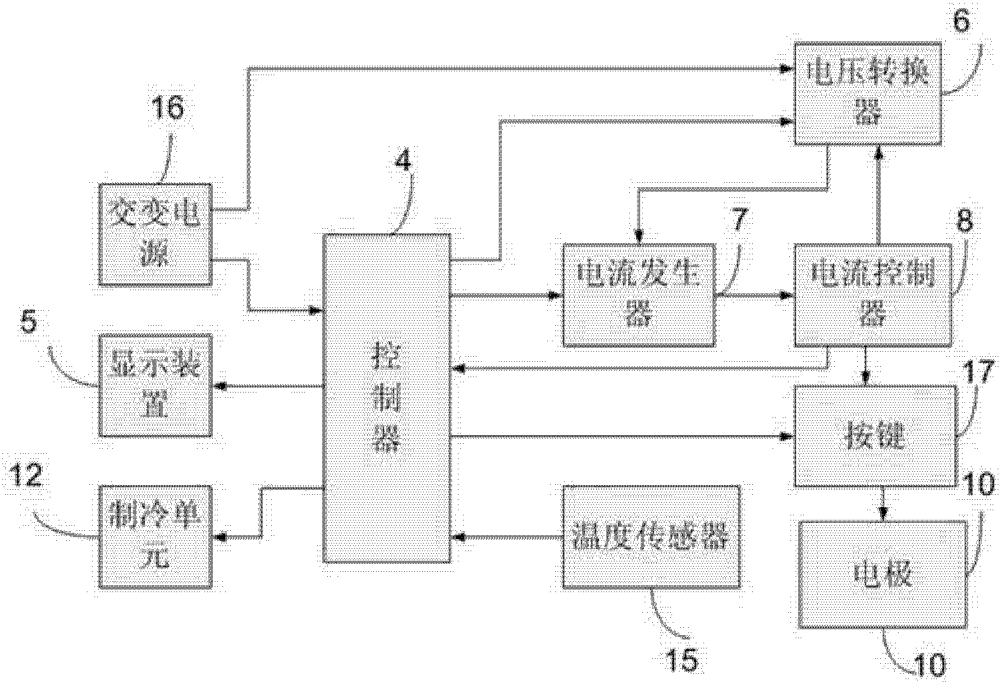 6
电压转换
器
16
交变电
源
4
7
电流发生
器
8
电流控制
器
5
显示装
置
控
制
器
17
按键
12
制冷单
元
温度传感器
15
10
电极
10